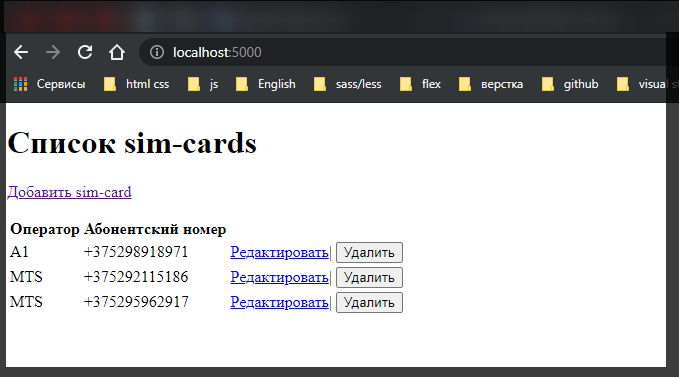 localhost:5000
Сервисы html css js English sass/less flex верстка github visual
Список sim-cards
Добавить sim-card
Оператор Абонентский номер
A1 +375298918971 Редактировать| Удалить
MTS +375292115186 Редактировать| Удалить
MTS +375295962917 Редактировать| Удалить